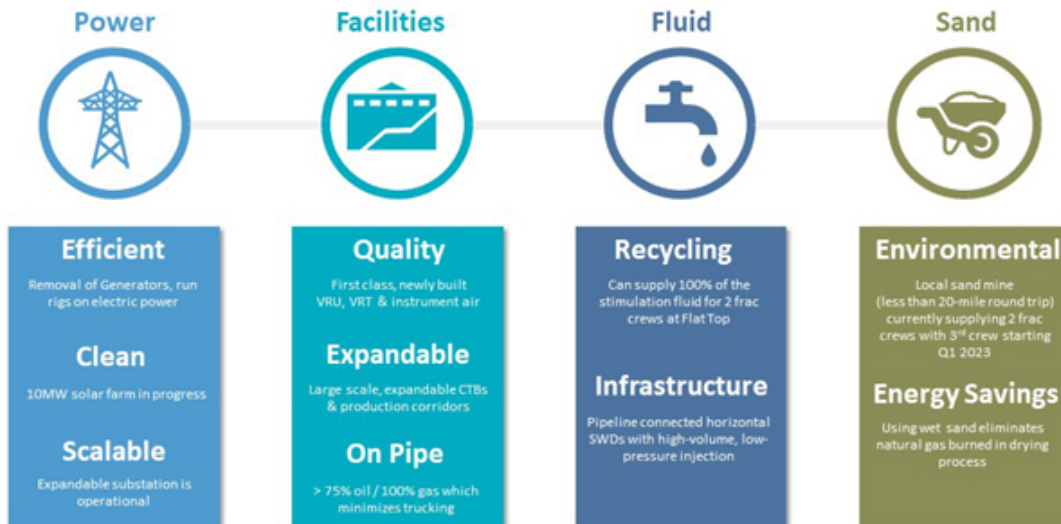 Power
Efficient
Removal of Generators, run
rigs on electric power
Clean
10MW solar farm in progress
Scalable
Expandable substation is
operational
Facilities
Quality
First class, newly built
VRU, VRT & instrument air
Expandable
Large scale, expandable CTBs
& production corridors
On Pipe
> 75% oil / 100% gas which
minimizes trucking
Fluid
Recycling
Can supply 100% of the
stimulation fluid for 2 frac
crews at Flat Top
Infrastructure
Pipeline connected horizontal
SWDs with high-volume, low-
pressure injection
Sand
Environmental
Local sand mine
(less than 20-mile round trip)
currently supplying 2 frac
crews with 3rd crew starting
Q1 2023
Energy Savings
Using wet sand eliminates
natural gas burned in drying
process